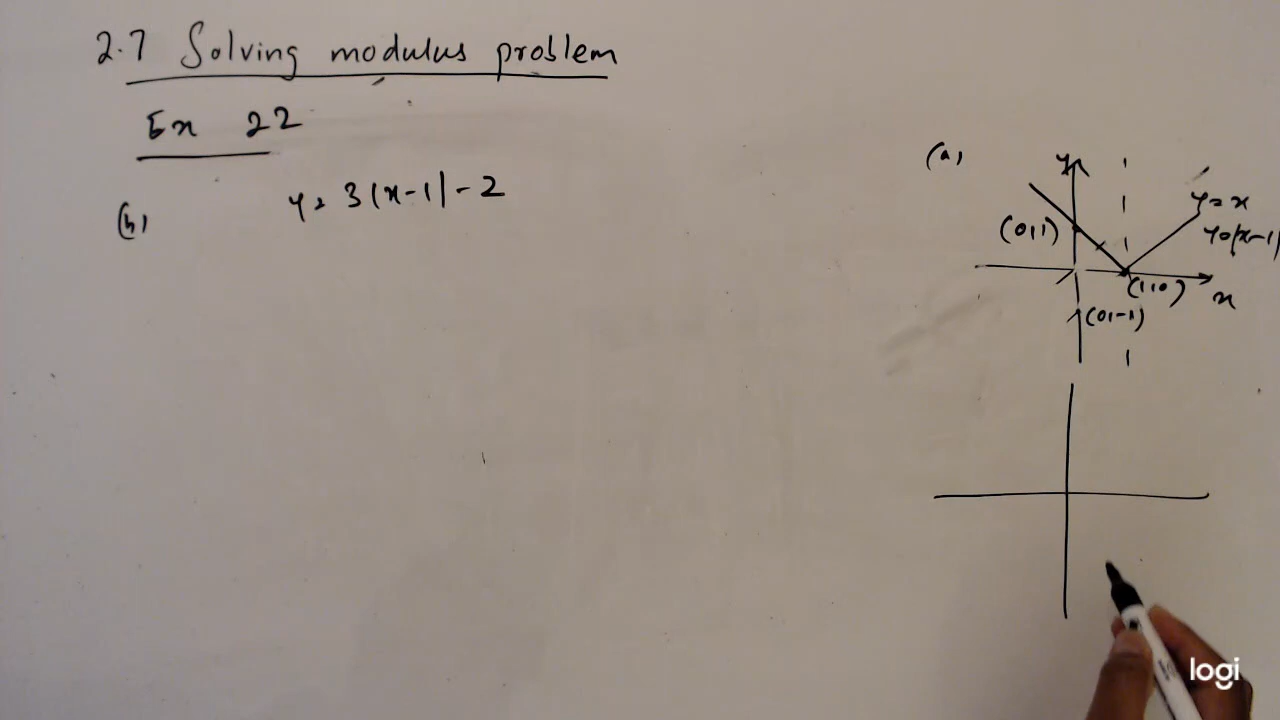 2.7 Solving modulus problem
Ex 22
(b) y = 3|x-1| - 2
(a)
y
y = x
y = |x-1|
(0,1)
(1,0)
x
(0,-1)
logi